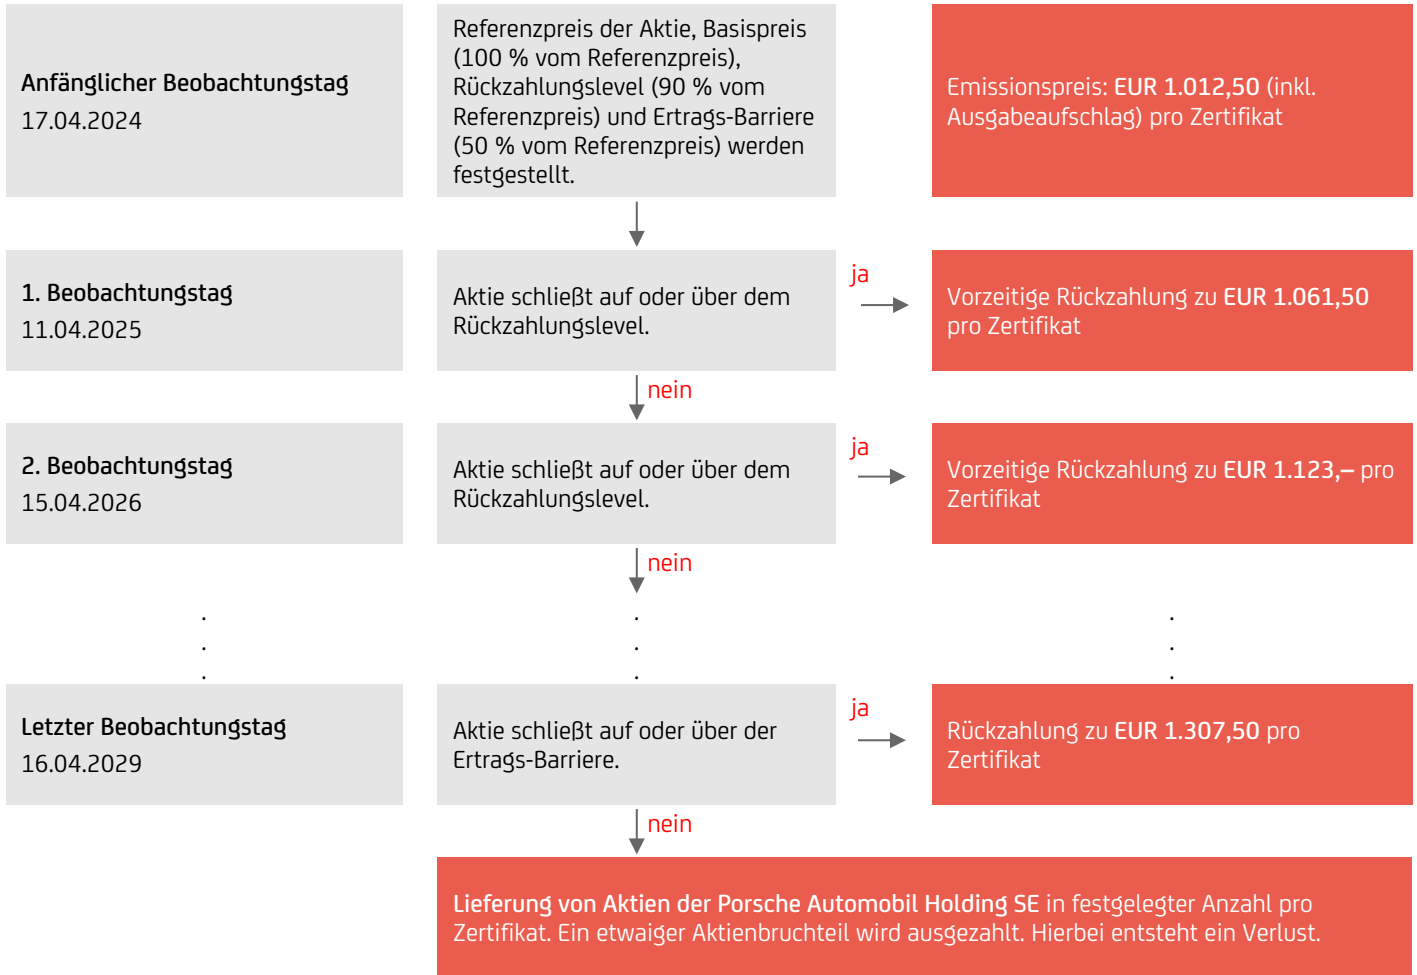 Anfänglicher Beobachtungstag
17.04.2024
Referenzpreis der Aktie, Basispreis
(100 % vom Referenzpreis),
Rückzahlungslevel (90 % vom
Referenzpreis) und Ertrags-Barriere
(50 % vom Referenzpreis) werden
festgestellt.
Emissionspreis: EUR 1.012,50 (inkl.
Ausgabeaufschlag) pro Zertifikat
1. Beobachtungstag
11.04.2025
Aktie schließt auf oder über dem
Rückzahlungslevel.
ja
Vorzeitige Rückzahlung zu EUR 1.061,50
pro Zertifikat
nein
2. Beobachtungstag
15.04.2026
Aktie schließt auf oder über dem
Rückzahlungslevel.
ja
Vorzeitige Rückzahlung zu EUR 1.123,– pro
Zertifikat
nein
. . .
. . .
. . .
Letzter Beobachtungstag
16.04.2029
Aktie schließt auf oder über der
Ertrags-Barriere.
ja
Rückzahlung zu EUR 1.307,50 pro
Zertifikat
nein
Lieferung von Aktien der Porsche Automobil Holding SE in festgelegter Anzahl pro
Zertifikat. Ein etwaiger Aktienbruchteil wird ausgezahlt. Hierbei entsteht ein Verlust.